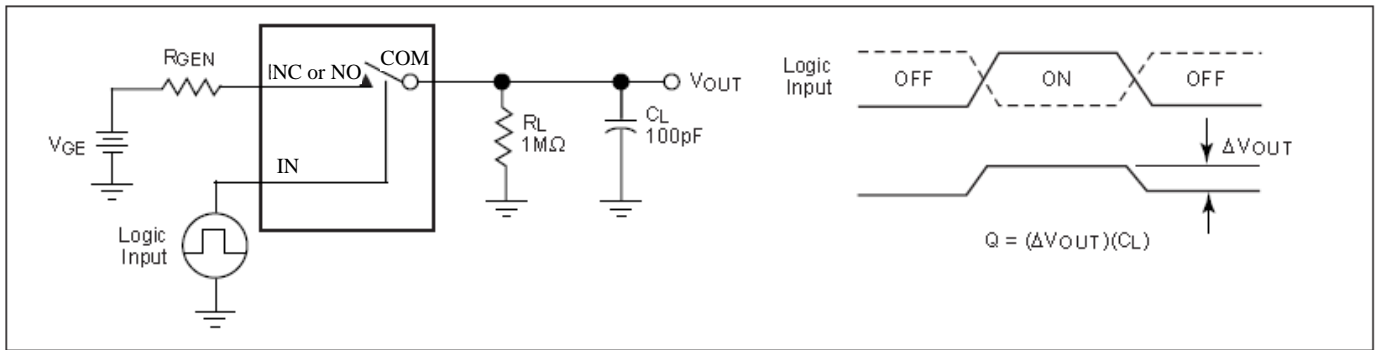 RGEN
NC or NO
COM
VOUT
VGE
RL
1MΩ
CL
100pF
IN
Logic
Input
Logic
Input
OFF
ON
OFF
ΔVOUT
Q = (ΔVOUT)(CL)